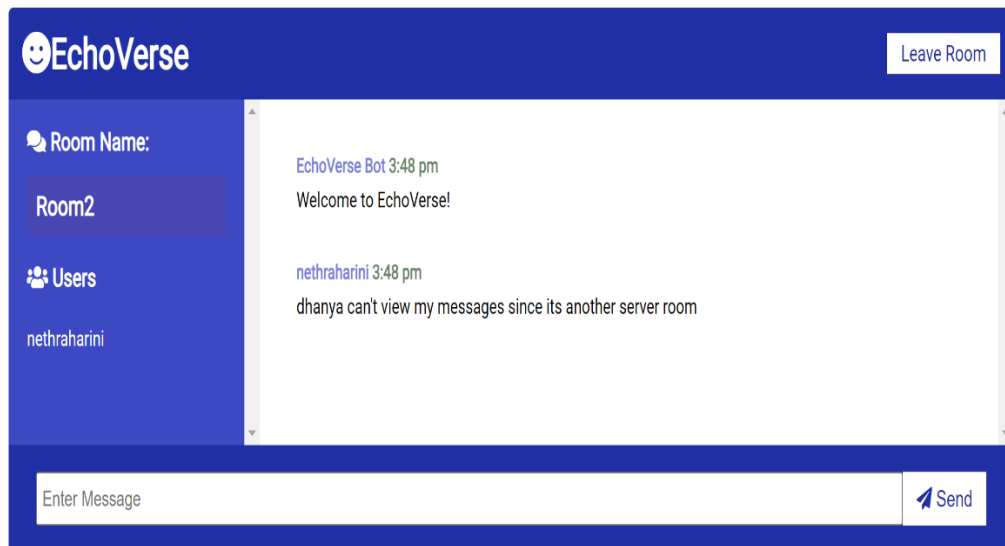 EchoVerse
Leave Room
Room Name:
Room2
Users
nethraharini
EchoVerse Bot 3:48 pm
Welcome to EchoVerse!
nethraharini 3:48 pm
dhanya can't view my messages since its another server room
Enter Message
Send